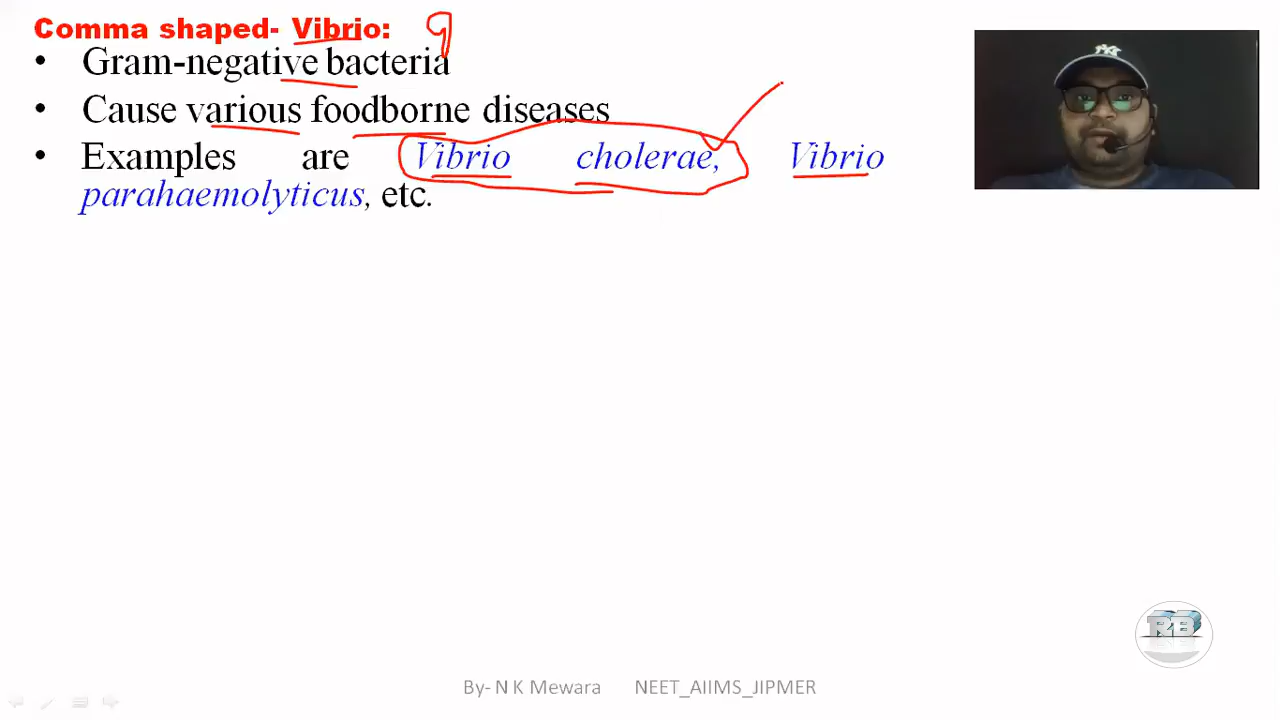 Comma shaped- Vibrio:
• Gram-negative bacteria
• Cause various foodborne diseases
• Examples are Vibrio cholerae, Vibrio
parahaemolyticus, etc.
RB
By- N K Mewara NEET_AIIMS_JIPMER